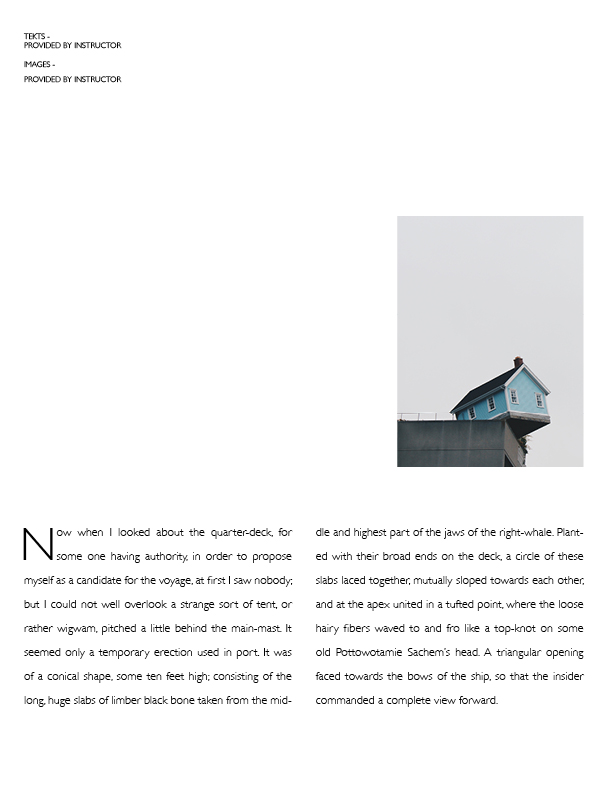 TEKTS -
PROVIDED BY INSTRUCTOR
IMAGES -
PROVIDED BY INSTRUCTOR
Now when I looked about the quarter-deck, for
some one having authority, in order to propose
myself as a candidate for the voyage, at first I saw nobody;
but I could not well overlook a strange sort of tent, or
rather wigwam, pitched a little behind the main-mast. It
seemed only a temporary erection used in port. It was
of a conical shape, some ten feet high; consisting of the
long, huge slabs of limber black bone taken from the mid-
dle and highest part of the jaws of the right-whale. Plant-
ed with their broad ends on the deck, a circle of these
slabs laced together, mutually sloped towards each other,
and at the apex united in a tufted point, where the loose
hairy fibers waved to and fro like a top-knot on some
old Pottowotamie Sachem's head. A triangular opening
faced towards the bows of the ship, so that the insider
commanded a complete view forward.